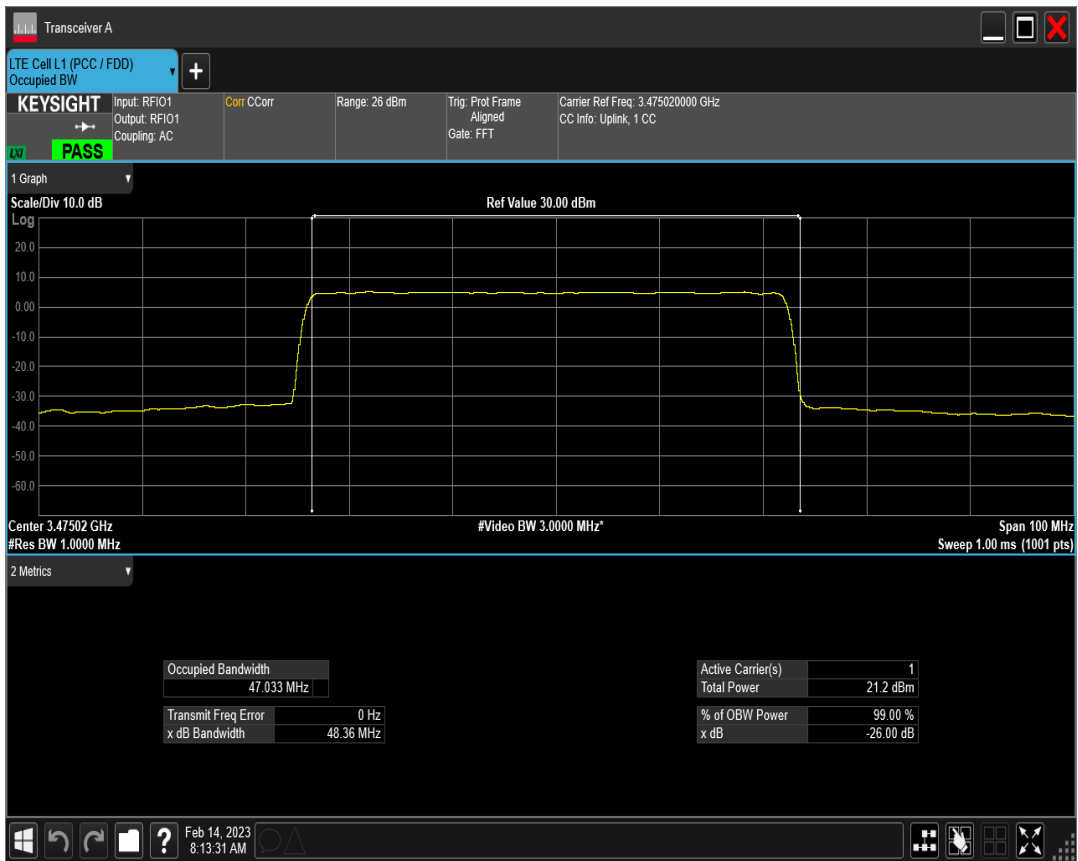 Transceiver A
LTE Cell L1 (PCC / FDD)
Occupied BW
+
KEYSIGHT
LXI
PASS
Input: RFIO1
Output: RFIO1
Coupling: AC
Corr CCorr
Range: 26 dBm
Trig: Prot Frame
Aligned
Gate: FFT
Carrier Ref Freq: 3.475020000 GHz
CC Info: Uplink, 1 CC
1 Graph
Scale/Div 10.0 dB
Ref Value 30.00 dBm
Log
20.0
10.0
0.00
-10.0
-20.0
-30.0
-40.0
-50.0
-60.0
Center 3.47502 GHz
#Video BW 3.0000 MHz*
Span 100 MHz
#Res BW 1.0000 MHz
Sweep 1.00 ms (1001 pts)
2 Metrics
Occupied Bandwidth
47.033 MHz
Transmit Freq Error 0 Hz
x dB Bandwidth 48.36 MHz
Active Carrier(s) 1
Total Power 21.2 dBm
% of OBW Power 99.00 %
x dB -26.00 dB
?
Feb 14, 2023
8:13:31 AM